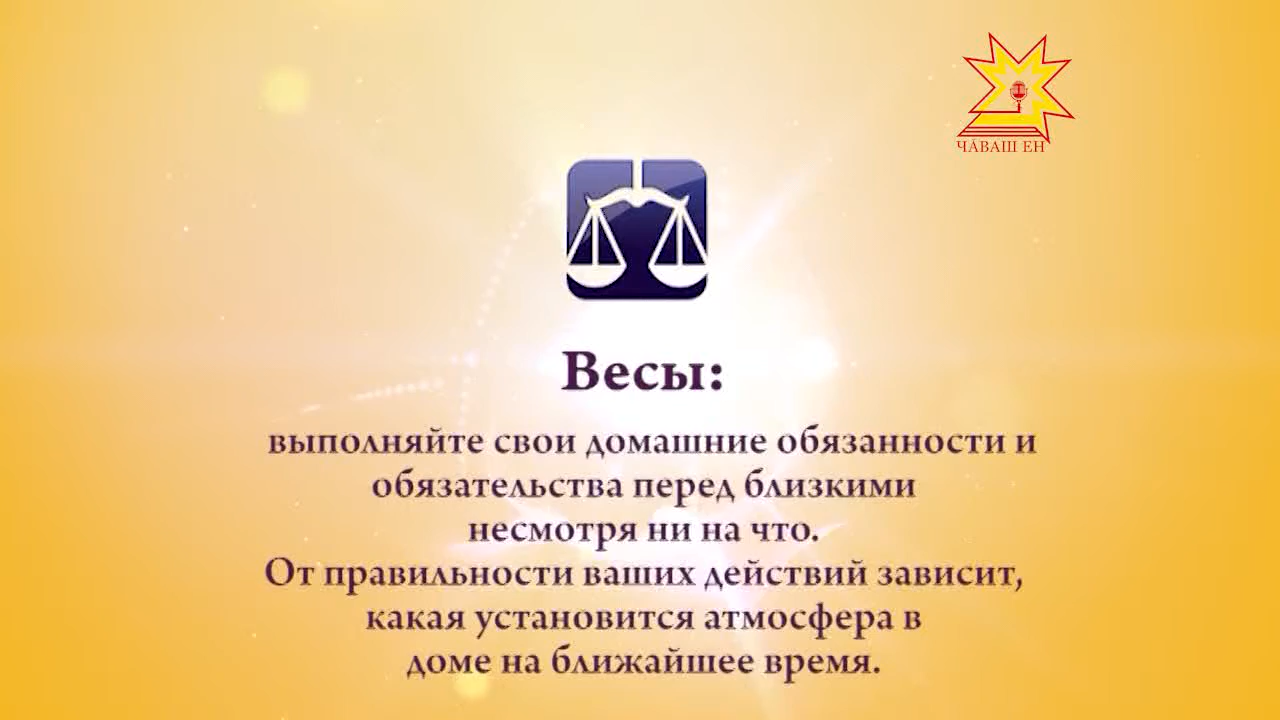 ЧĂВАШ ЕН
Весы:
выполняйте свои домашние обязанности и
обязательства перед близкими
несмотря ни на что.
От правильности ваших действий зависит,
какая установится атмосфера в
доме на ближайшее время.